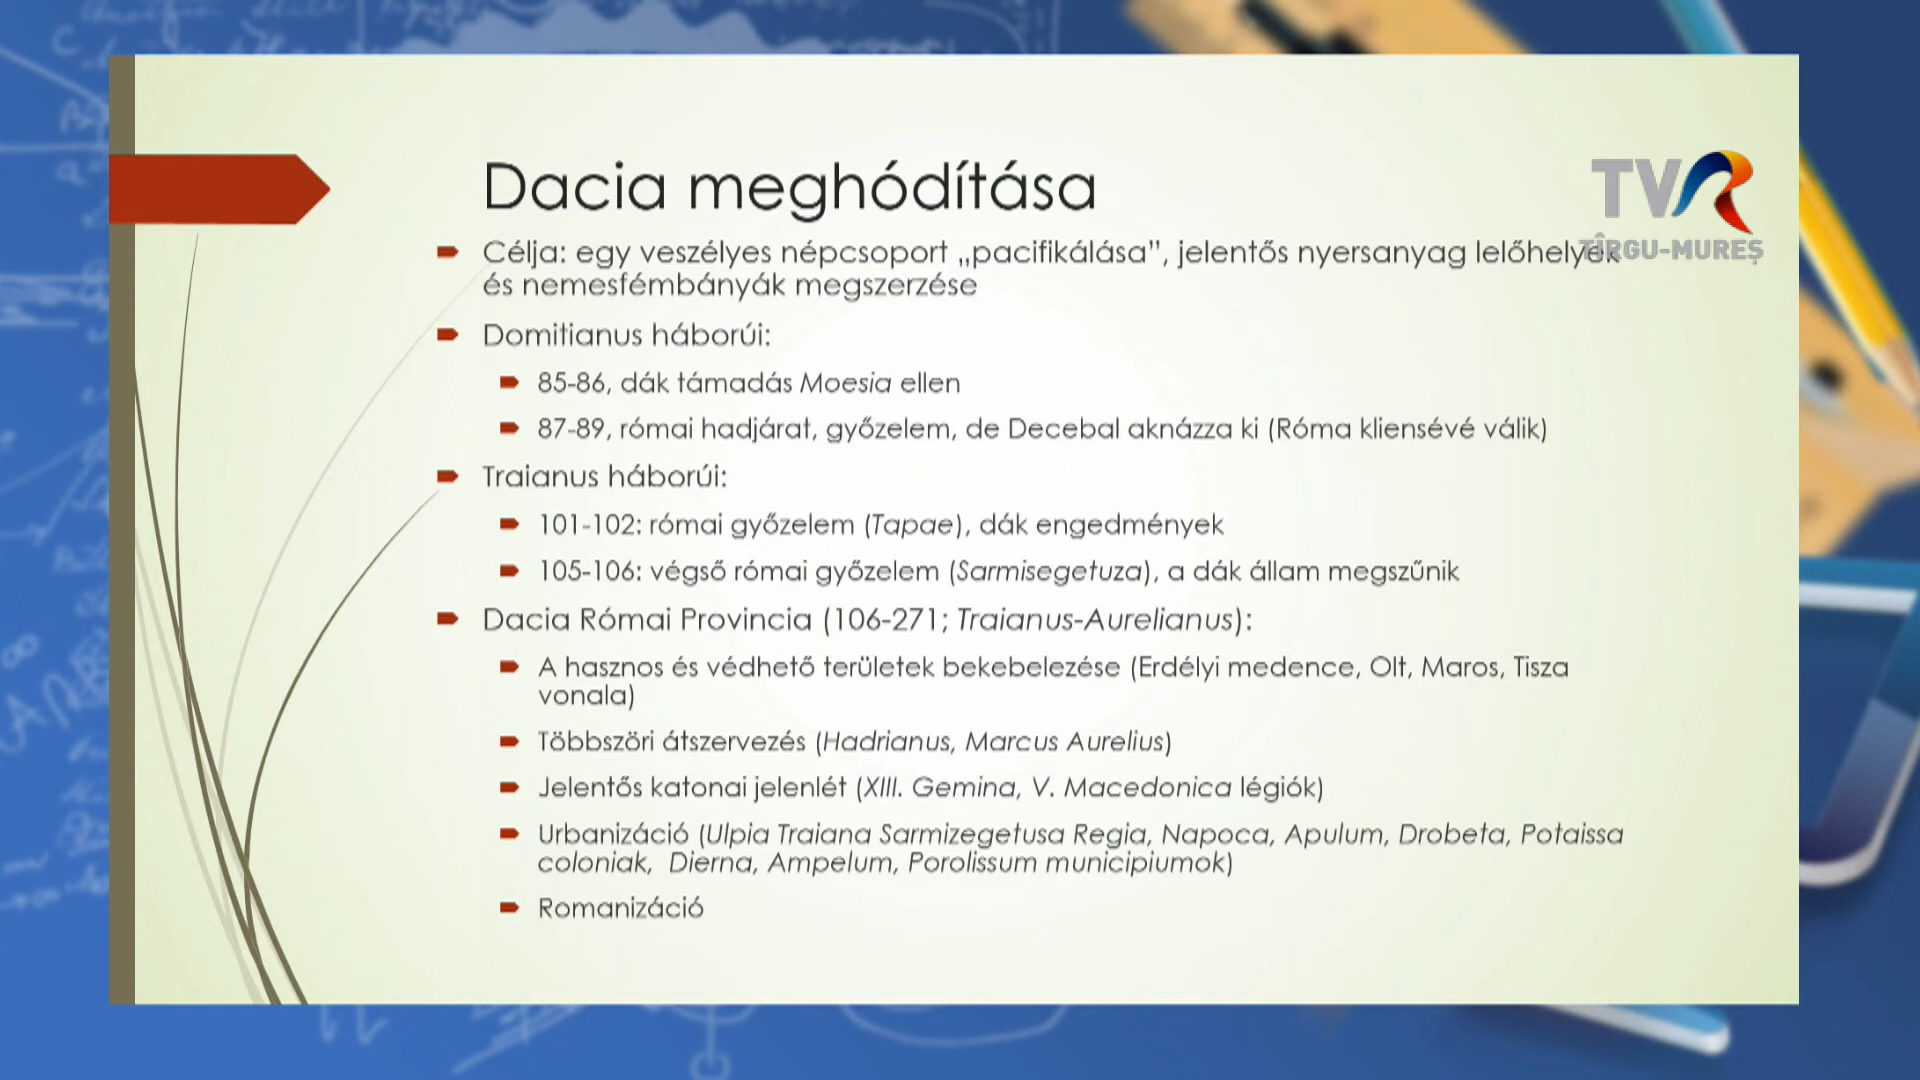 Dacia meghódítása
TVR
TÎRGU-MUREȘ
Célja: egy veszélyes népcsoport „pacifikálása”, jelentős nyersanyag lelőhelyek
és nemesfémbányák megszerzése
Domitianus háborúi:
85-86, dák támadás Moesia ellen
87-89, római hadjárat, győzelem, de Decebal aknázza ki (Róma kliensévé válik)
Traianus háborúi:
101-102: római győzelem (Tapae), dák engedmények
105-106: végső római győzelem (Sarmisegetuza), a dák állam megszűnik
Dacia Római Provincia (106-271; Traianus-Aurelianus):
A hasznos és védhető területek bekebelezése (Erdélyi medence, Olt, Maros, Tisza
vonala)
Többszöri átszervezés (Hadrianus, Marcus Aurelius)
Jelentős katonai jelenlét (XIII. Gemina, V. Macedonica légiók)
Urbanizáció (Ulpia Traiana Sarmizegetusa Regia, Napoca, Apulum, Drobeta, Potaissa
coloniak, Dierna, Ampelum, Porolissum municipiumok)
Romanizáció